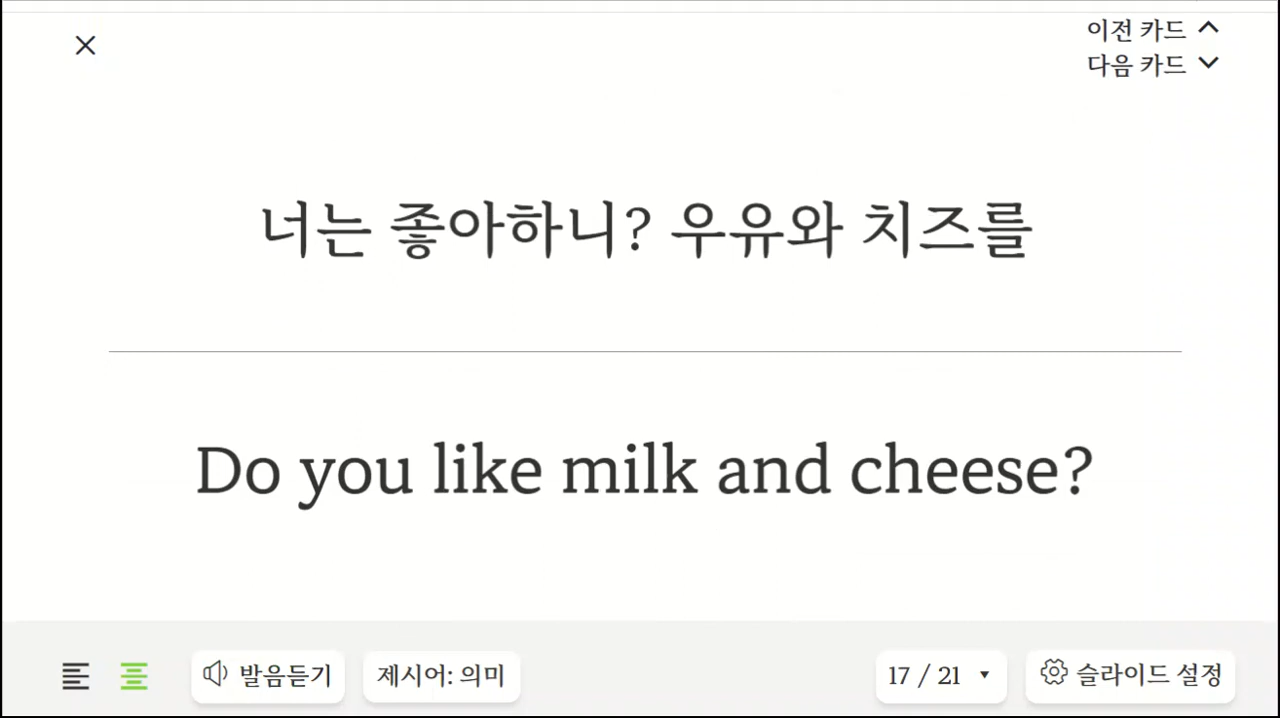 이전 카드
다음 카드
너는 좋아하니? 우유와 치즈를
Do you like milk and cheese?
발음듣기 제시어: 의미 17 / 21 슬라이드 설정